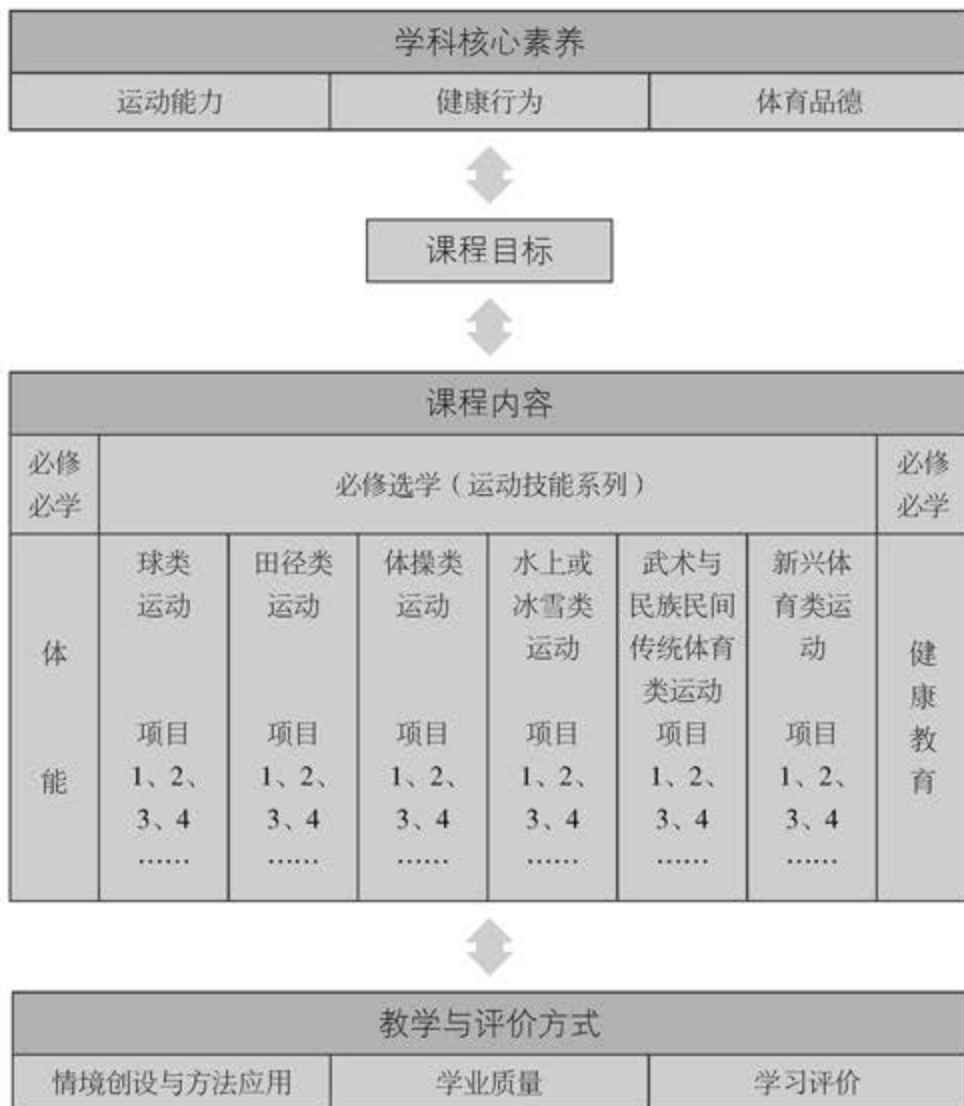 学科核心素养
运动能力
健康行为
体育品德
课程目标
课程内容
必修
必学
必修选学（运动技能系列）
必修
必学
体
能
球类
运动
项目
1、2、
3、4
……
田径类
运动
项目
1、2、
3、4
……
体操类
运动
项目
1、2、
3、4
……
水上或
冰雪类
运动
项目
1、2、
3、4
……
武术与
民族民间
传统体育
类运动
项目
1、2、
3、4
……
新兴体
育类运
动
项目
1、2、
3、4
……
健
康
教
育
教学与评价方式
情境创设与方法应用
学业质量
学习评价